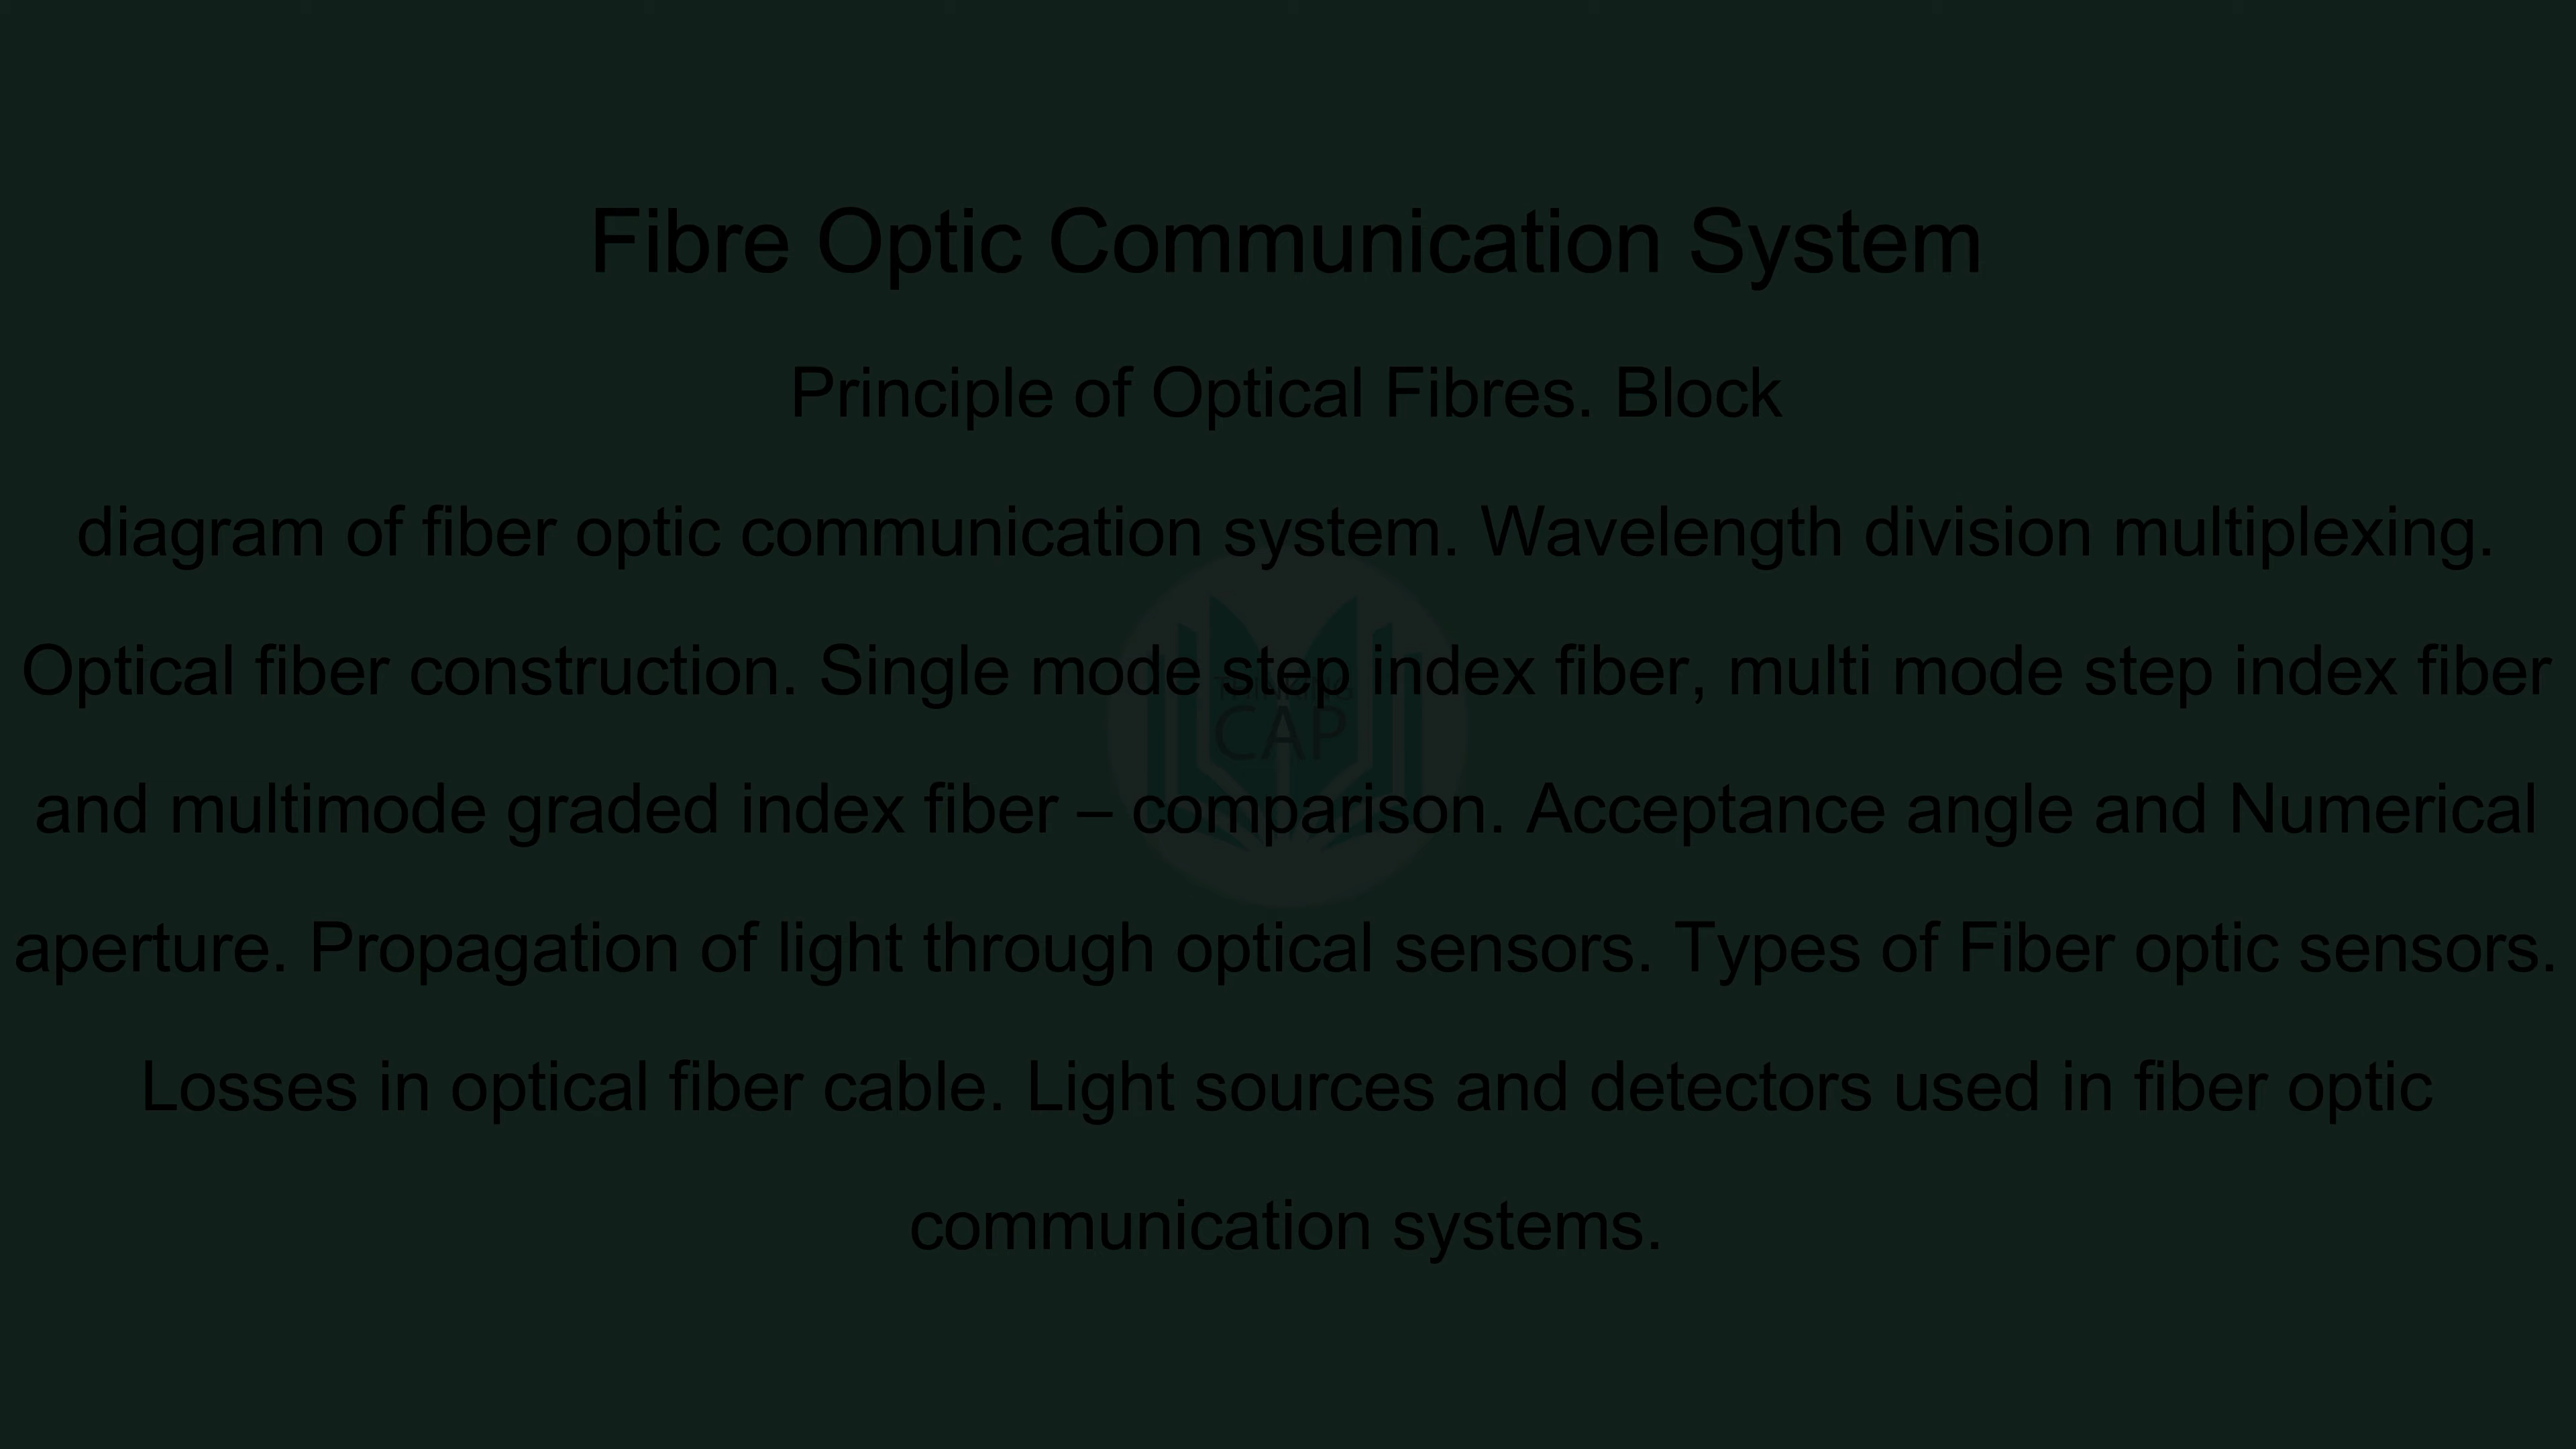 Fibre Optic Communication System
Principle of Optical Fibres. Block
diagram of fiber optic communication system. Wavelength division multiplexing.
Optical fiber construction. Single mode step index fiber, multi mode step index fiber
THINKING
CAP
and multimode graded index fiber – comparison. Acceptance angle and Numerical
aperture. Propagation of light through optical sensors. Types of Fiber optic sensors.
Losses in optical fiber cable. Light sources and detectors used in fiber optic
communication systems.